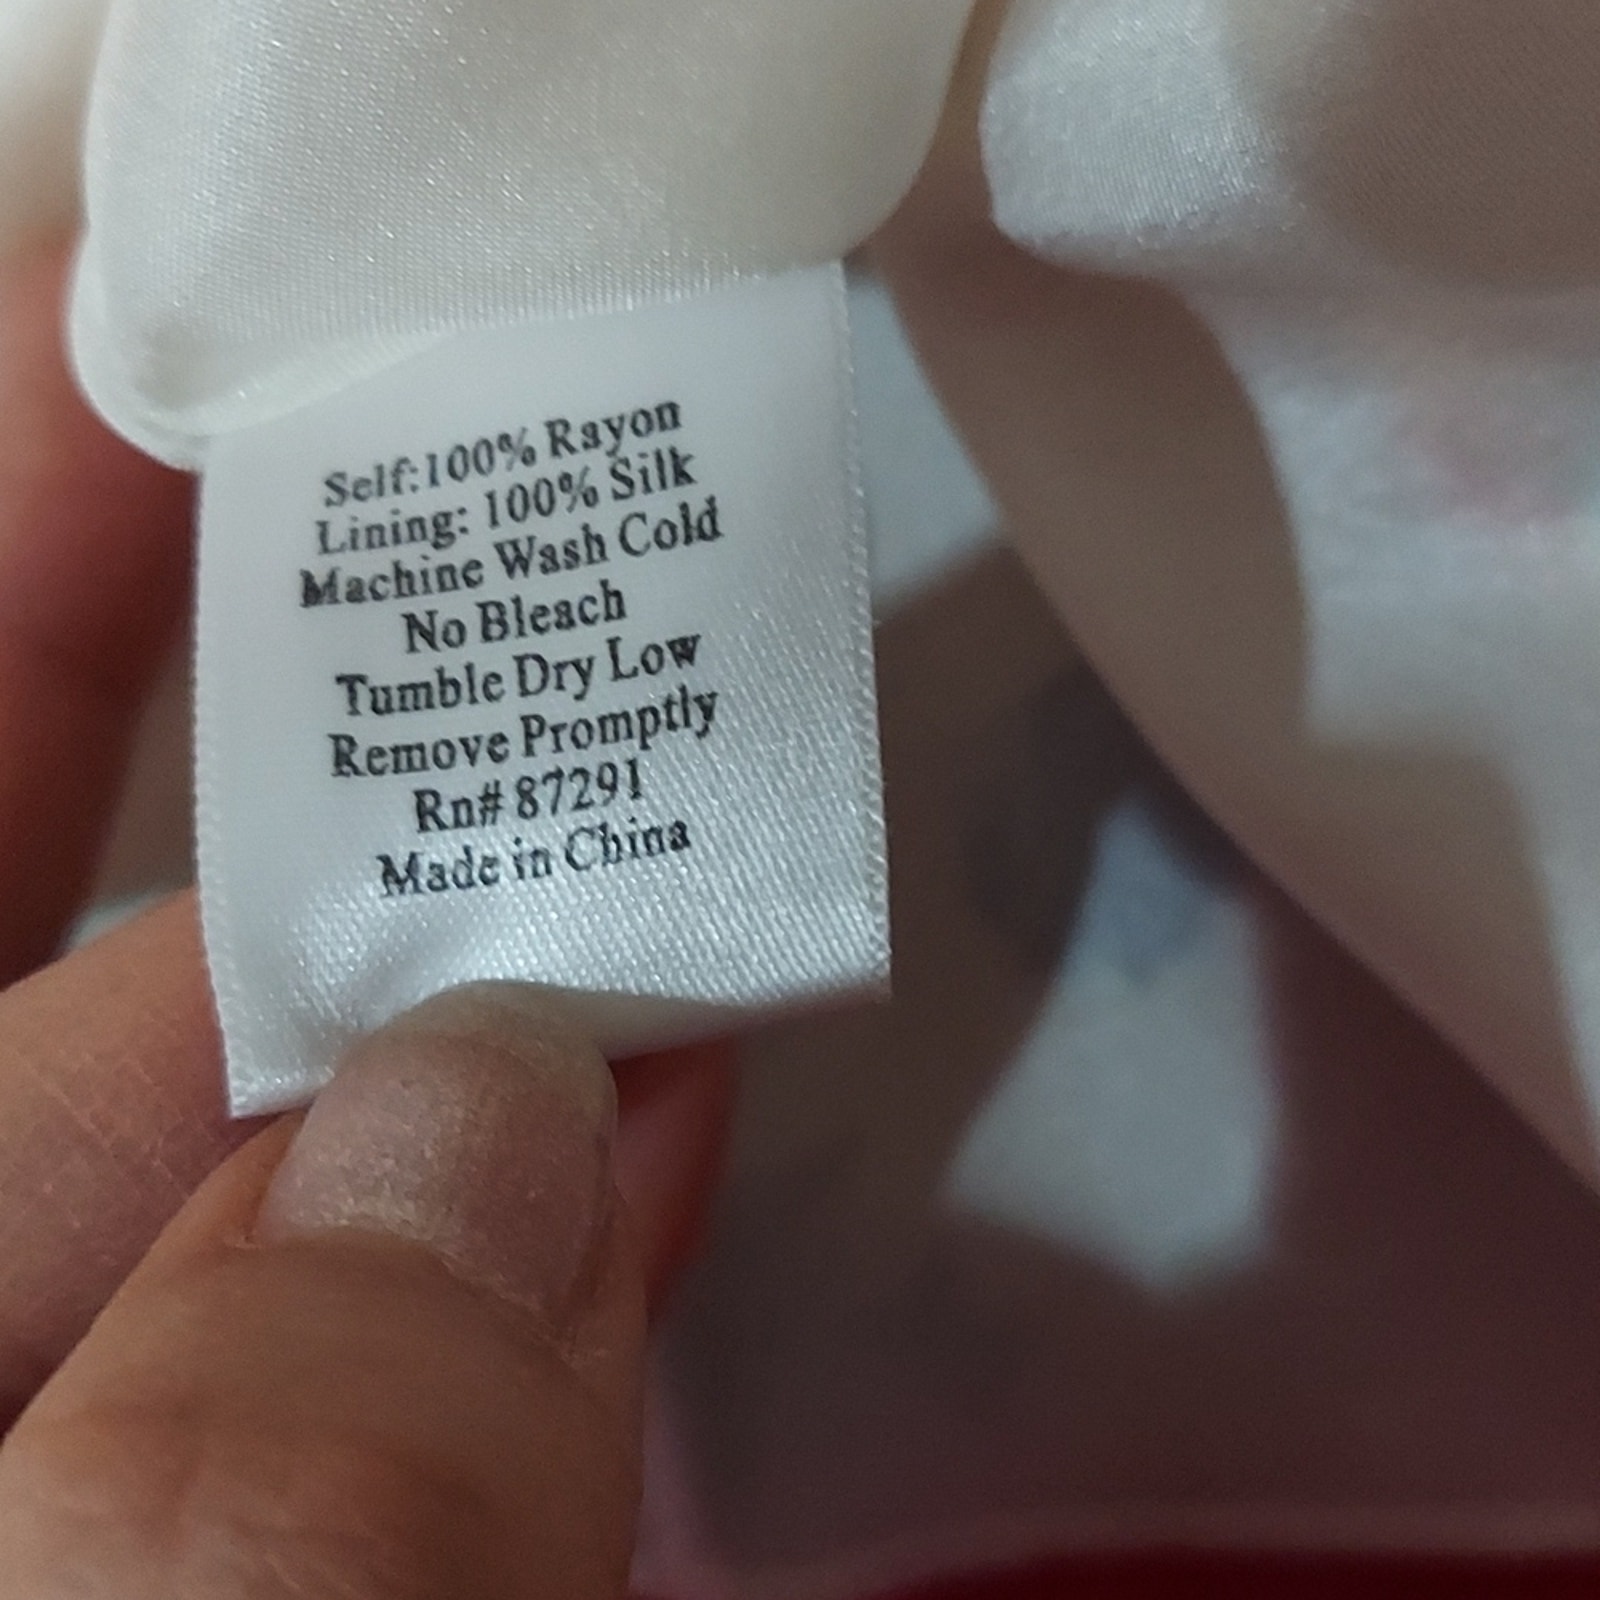 Self:100% Rayon
Lining: 100% Silk
Machine Wash Cold
No Bleach
Tumble Dry Low
Remove Promptly
Rn# 87291
Made in China